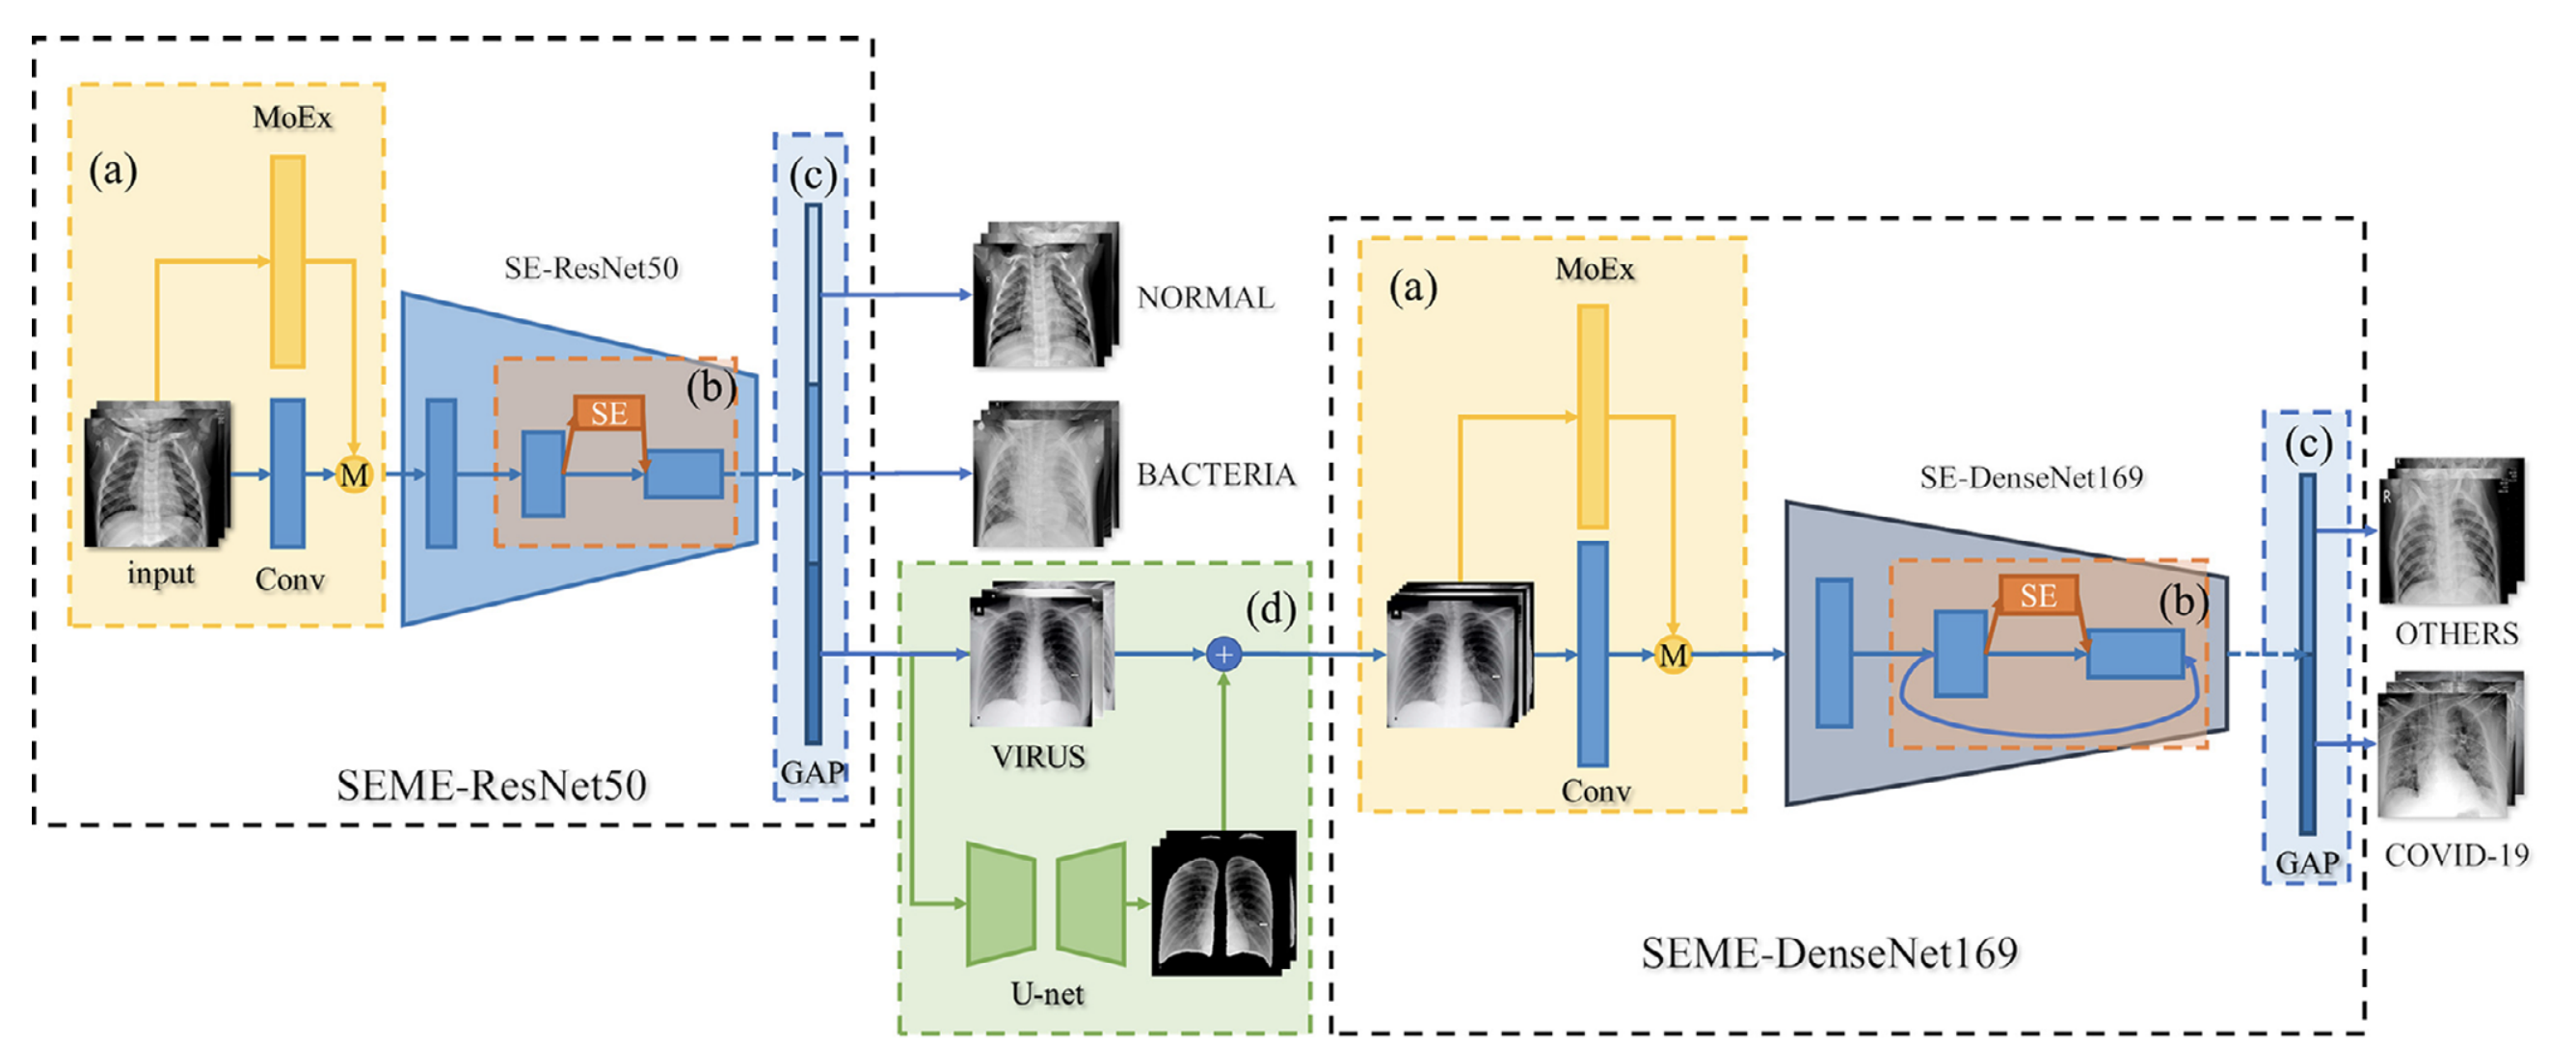 MoEx
(a)
input
Conv
M
SE-ResNet50
SE
(b)
(c)
GAP
SEME-ResNet50
NORMAL
BACTERIA
VIRUS
(d)
+
U-net
MoEx
(a)
Conv
M
SE-DenseNet169
SE
(b)
(c)
GAP
SEME-DenseNet169
R
OTHERS
COVID-19